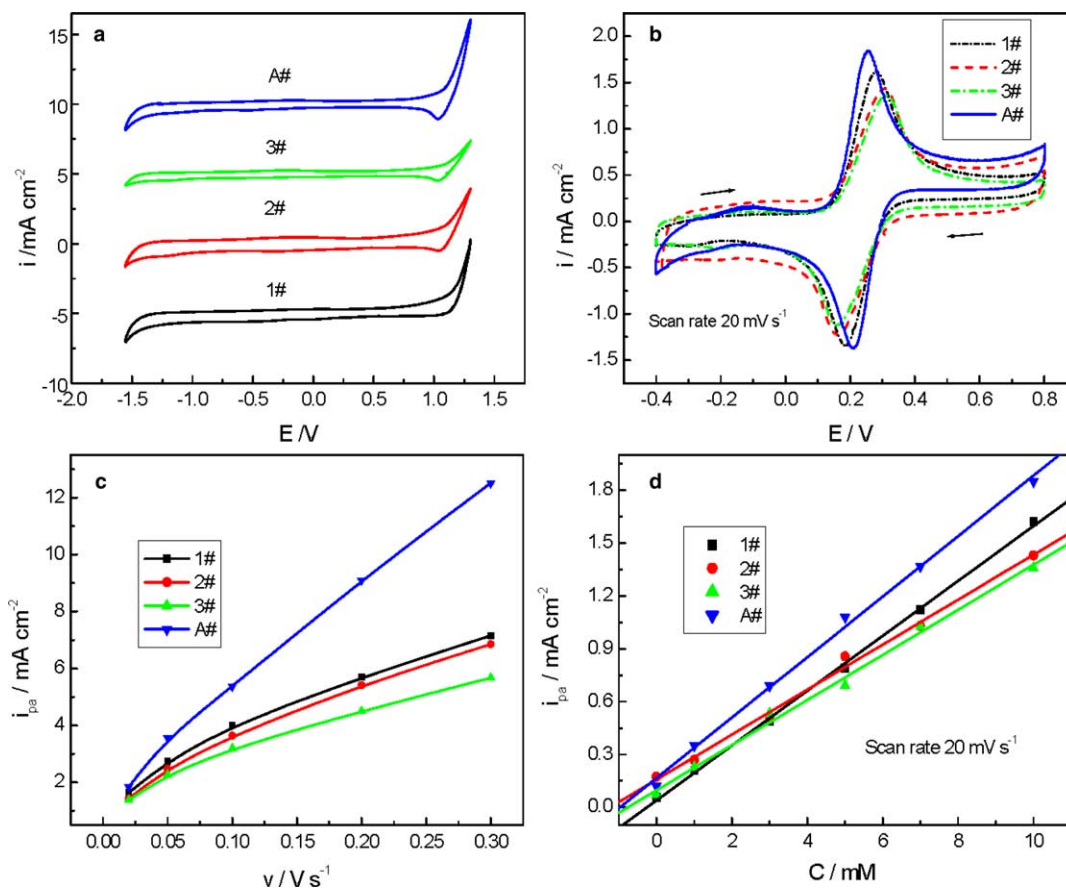 a
i /mA cm-2
15
10
5
0
-5
-10
A#
3#
2#
1#
-2.0 -1.5 -1.0 -0.5 0.0 0.5 1.0 1.5
E /V
b
i / mA cm-2
2.0
1.5
1.0
0.5
0.0
-0.5
-1.0
-1.5
1#
2#
3#
A#
Scan rate 20 mV s-1
-0.4 -0.2 0.0 0.2 0.4 0.6 0.8
E / V
c
ipa / mA cm-2
12
10
8
6
4
2
1#
2#
3#
A#
0.00 0.05 0.10 0.15 0.20 0.25 0.30
v / V s-1
d
ipa / mA cm-2
1.8
1.5
1.2
0.9
0.6
0.3
0.0
1#
2#
3#
A#
Scan rate 20 mV s-1
0 2 4 6 8 10
C / mM